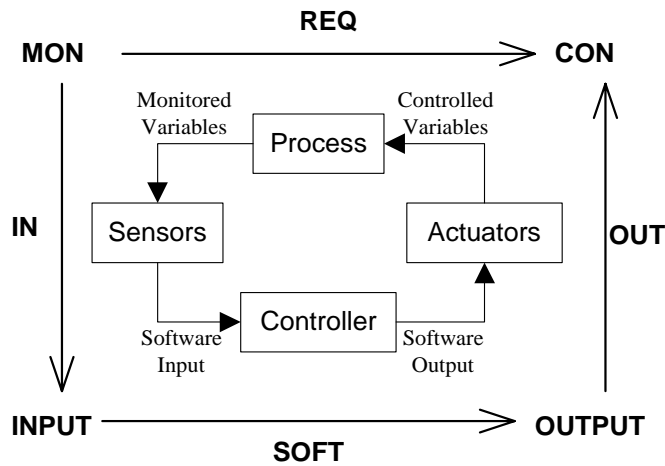 REQ
MON
CON
Monitored
Variables
Controlled
Variables
Process
IN
Sensors
Actuators
OUT
Controller
Software
Input
Software
Output
INPUT
OUTPUT
SOFT